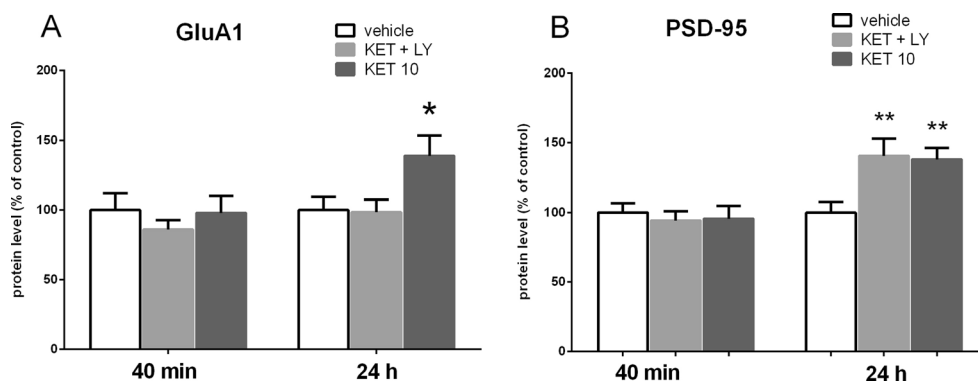 A
GluA1
vehicle
KET + LY
KET 10
protein level (% of control)
200
150
100
50
0
*
40 min
24 h
B
PSD-95
vehicle
KET + LY
KET 10
protein level (% of control)
200
150
100
50
0
**
**
40 min
24 h